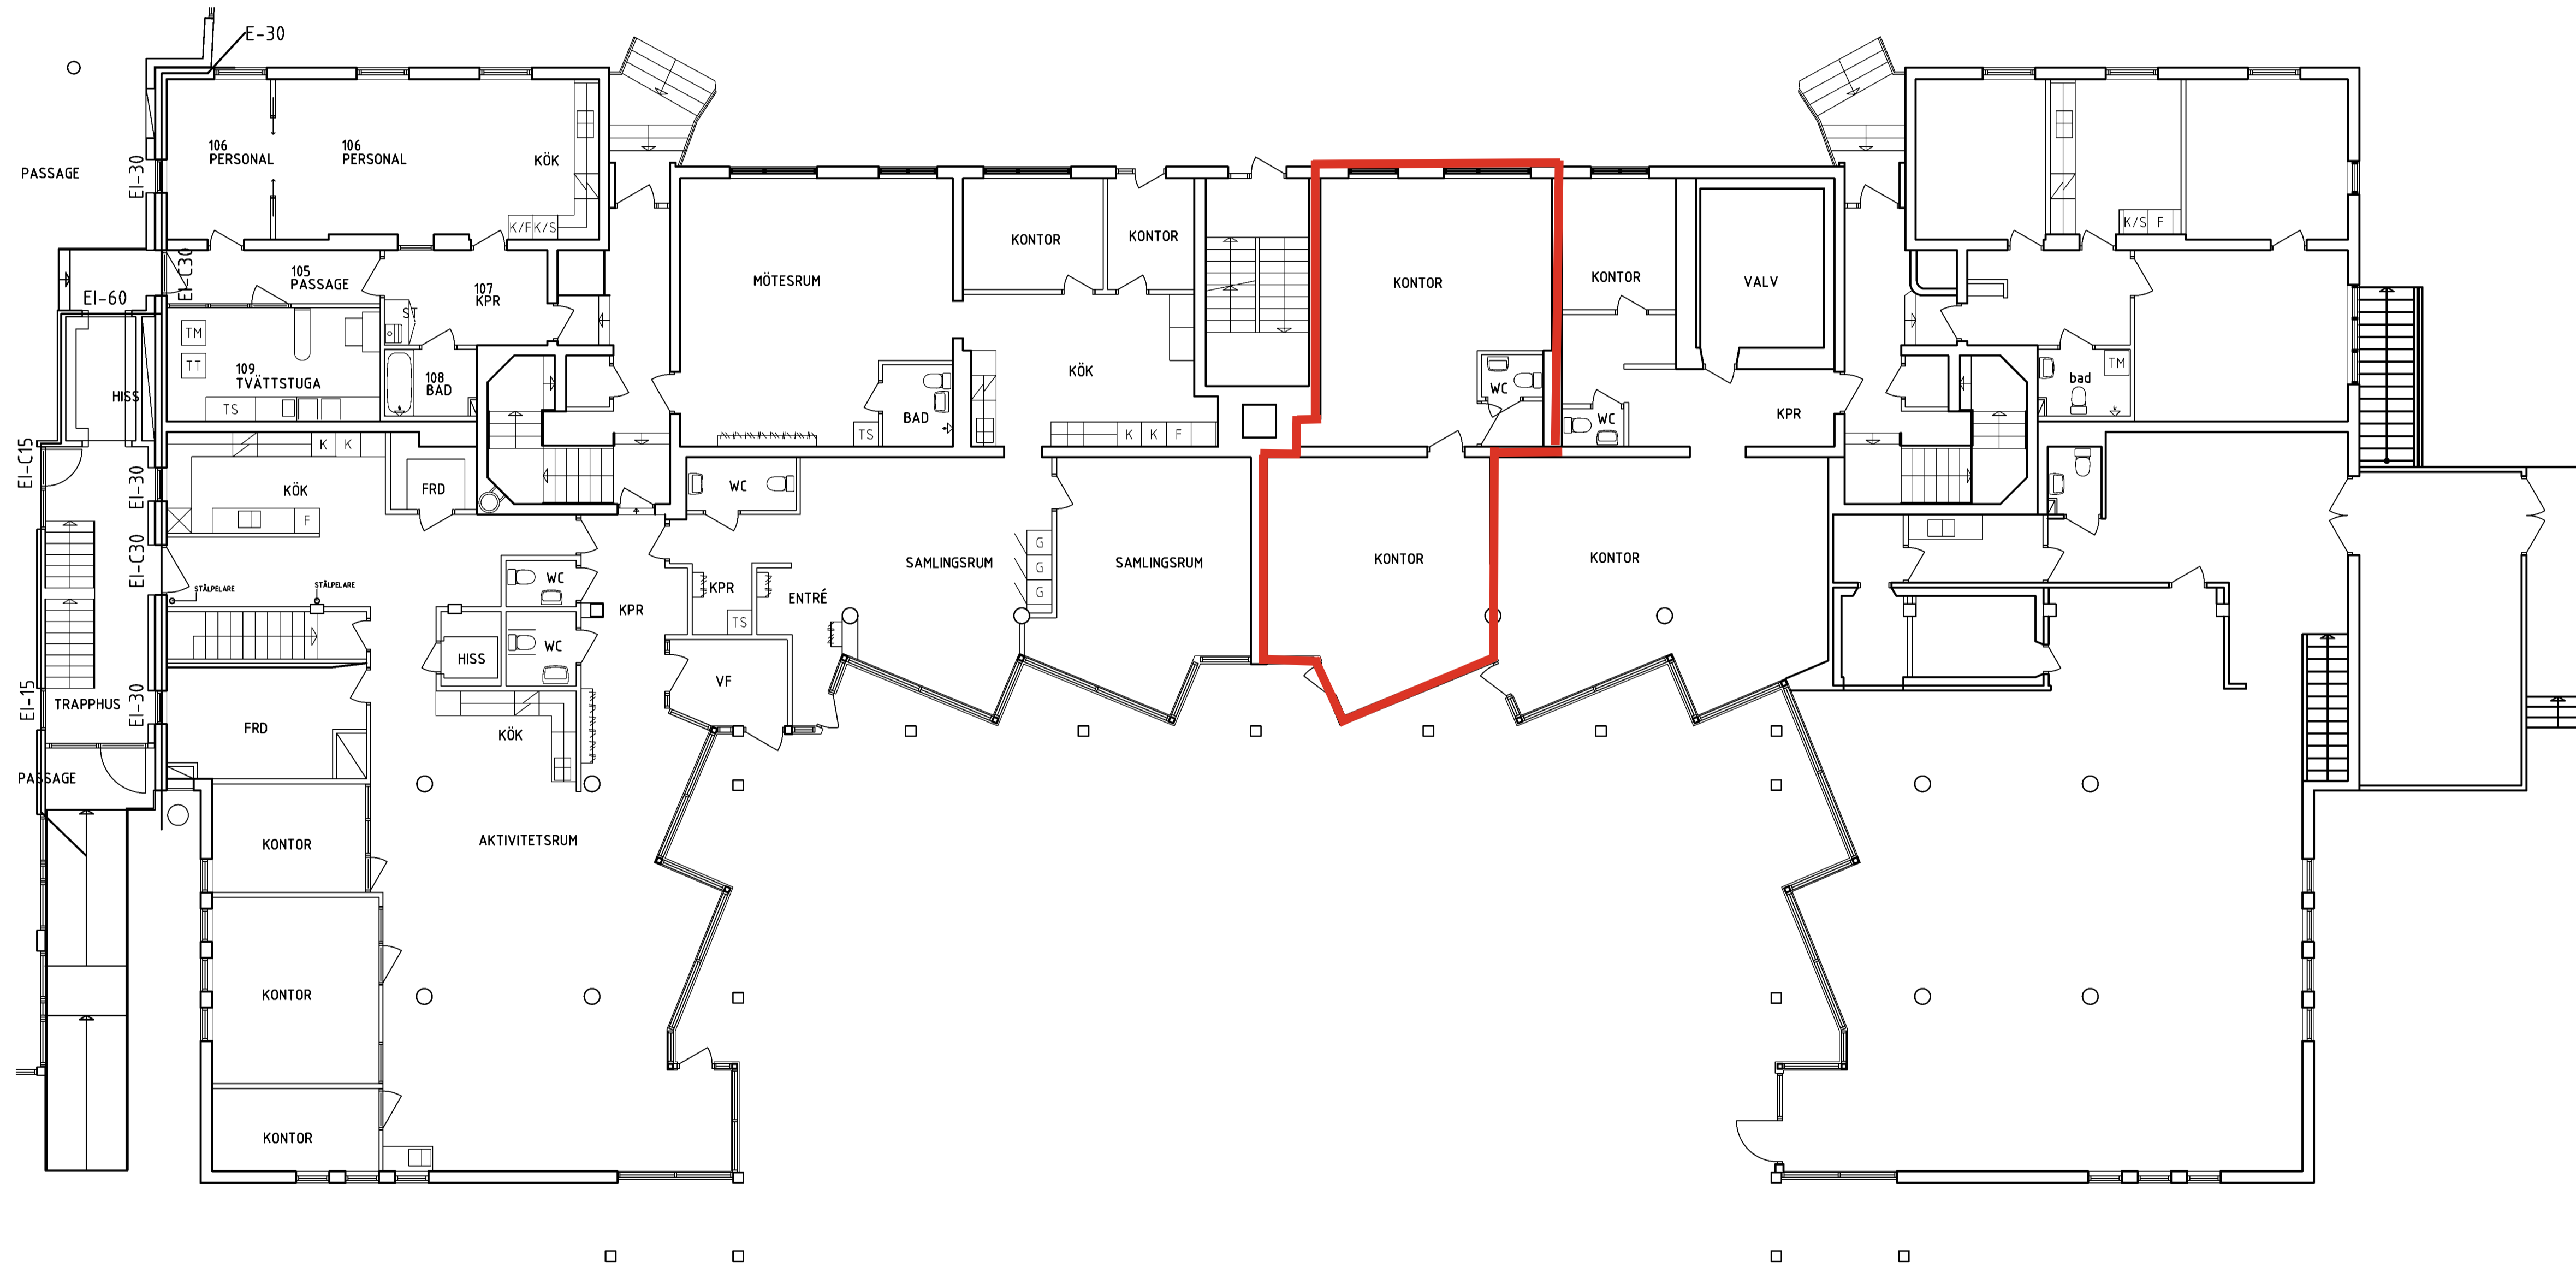 E-30
106
PERSONAL
106
PERSONAL
KÖK
K/F
K/S
PASSAGE
EI-30
EI-C30
105
PASSAGE
107
KPR
ST
EI-60
TM
TT
109
TVÄTTSTUGA
TS
108
BAD
HISS
EI-C15
EI-30
EI-C30
KÖK
K
K
F
FRD
STÅLPELARE
STÅLPELARE
EI-15
EI-30
TRAPPHUS
PASSAGE
FRD
HISS
WC
WC
KPR
KÖK
KONTOR
KONTOR
KONTOR
AKTIVITETSRUM
MÖTESRUM
TS
BAD
KONTOR
KONTOR
KÖK
K
K
F
WC
KPR
TS
ENTRÉ
VF
SAMLINGSRUM
G
G
G
SAMLINGSRUM
KONTOR
WC
KONTOR
KONTOR
VALV
WC
KPR
KONTOR
K/S
F
bad
TM